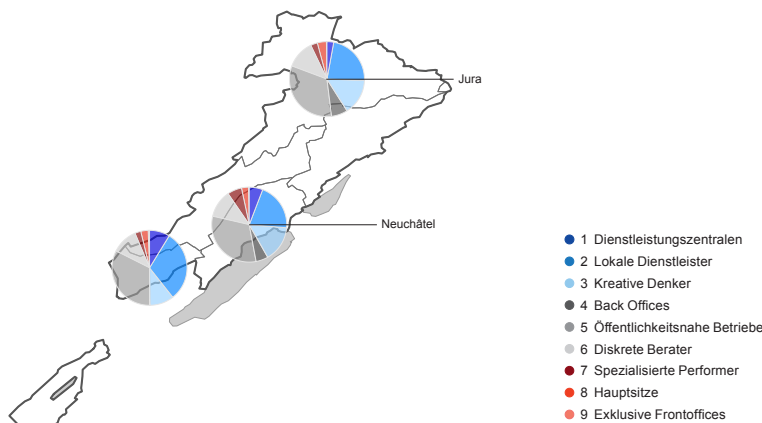 Jura
Neuchâtel
1 Dienstleistungszentralen
2 Lokale Dienstleister
3 Kreative Denker
4 Back Offices
5 Öffentlichkeitsnahe Betriebe
6 Diskrete Berater
7 Spezialisierte Performer
8 Hauptsitze
9 Exklusive Frontoffices